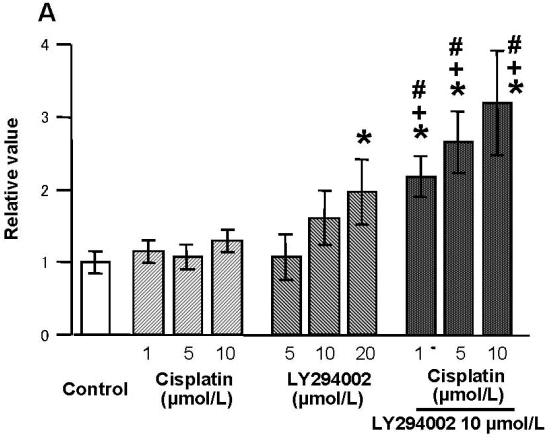 A
Relative value
4
3
2
1
0
# + *
# + *
# + *
*
1 5 10 5 10 20 1 5 10
Control Cisplatin LY294002 Cisplatin
(µmol/L) (µmol/L) (µmol/L)
LY294002 10 µmol/L